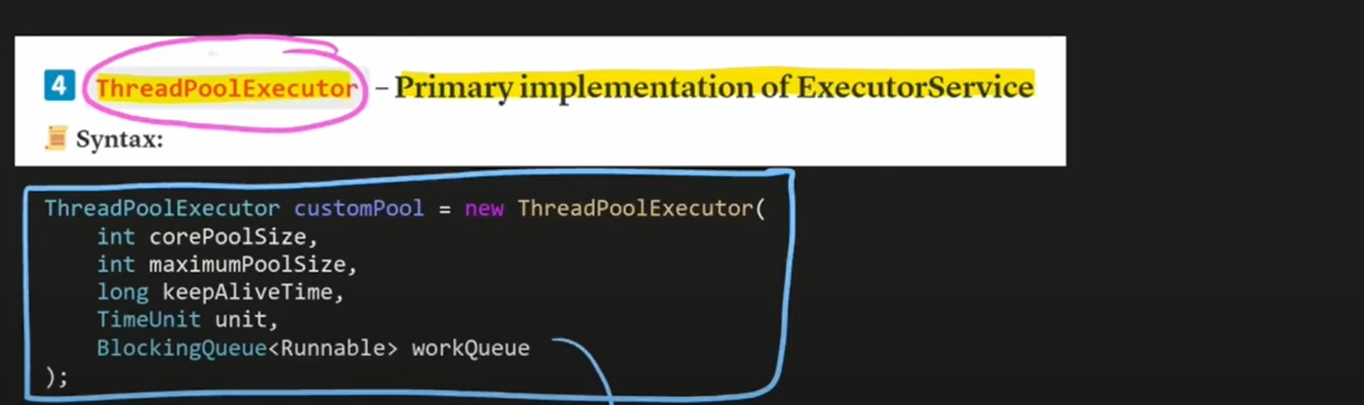 4 ThreadPoolExecutor – Primary implementation of ExecutorService
Syntax:
ThreadPoolExecutor customPool = new ThreadPoolExecutor(
int corePoolSize,
int maximumPoolSize,
long keepAliveTime,
TimeUnit unit,
BlockingQueue<Runnable> workQueue
);